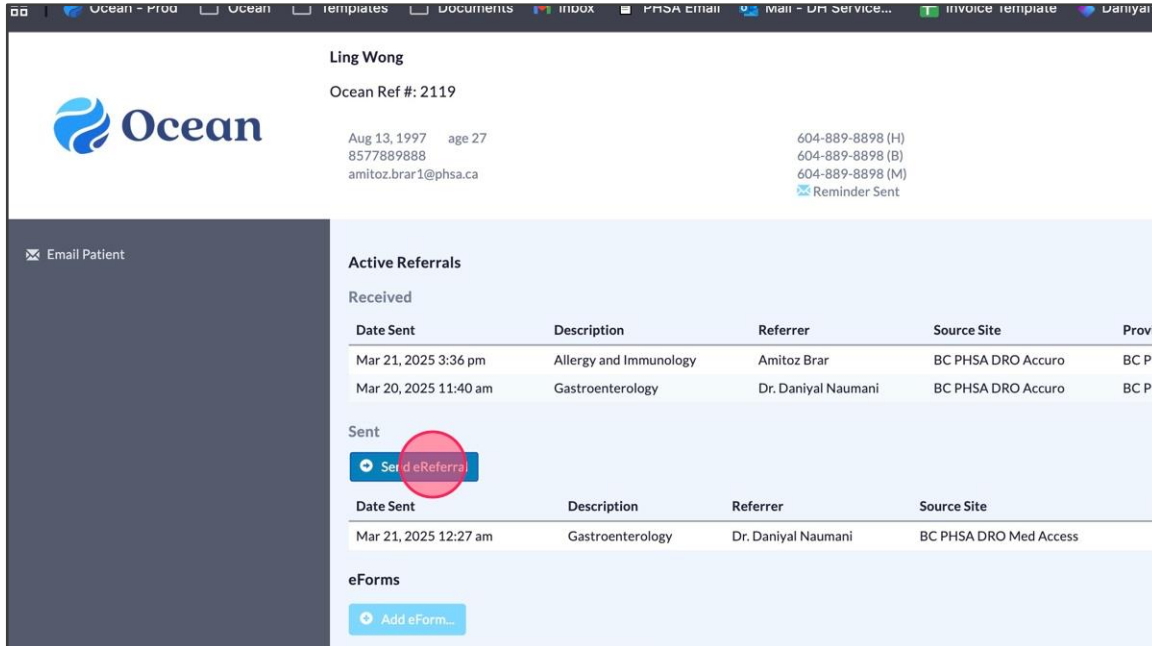 Ocean - Prod Ocean Templates Documents Inbox PHSA Email Mail - DH Service... Invoice Template Daniyal
Ling Wong
Ocean Ref #: 2119
Ocean
Aug 13, 1997 age 27
604-889-8898 (H)
8577889888
604-889-8898 (B)
amitoz.brar1@phsa.ca
604-889-8898 (M)
Reminder Sent
Email Patient
Active Referrals
Received
Date Sent Description Referrer Source Site Prov
Mar 21, 2025 3:36 pm Allergy and Immunology Amitoz Brar BC PHSA DRO Accuro BC P
Mar 20, 2025 11:40 am Gastroenterology Dr. Daniyal Naumani BC PHSA DRO Accuro BC P
Sent
Send eReferral
Date Sent Description Referrer Source Site
Mar 21, 2025 12:27 am Gastroenterology Dr. Daniyal Naumani BC PHSA DRO Med Access
eForms
Add eForm...